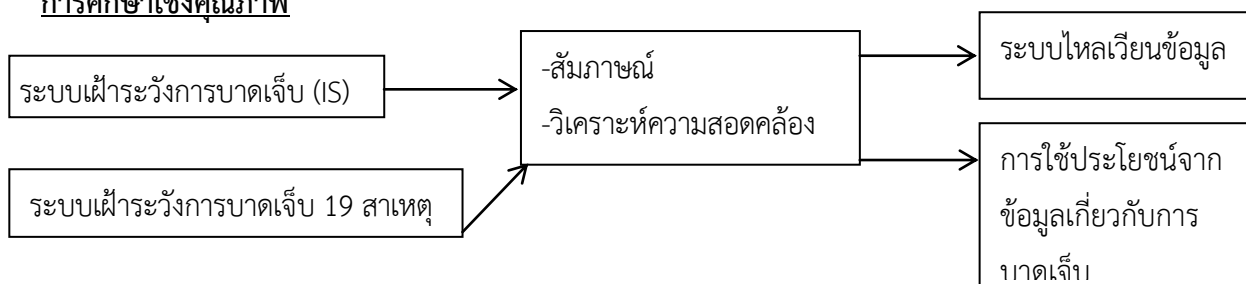 การศึกษาเชิงคุณภาพ
ระบบเฝ้าระวังการบาดเจ็บ (IS)
ระบบเฝ้าระวังการบาดเจ็บ 19 สาเหตุ
-สัมภาษณ์
-วิเคราะห์ความสอดคล้อง
ระบบไหลเวียนข้อมูล
การใช้ประโยชน์จาก
ข้อมูลเกี่ยวกับการ
บาดเจ็บ